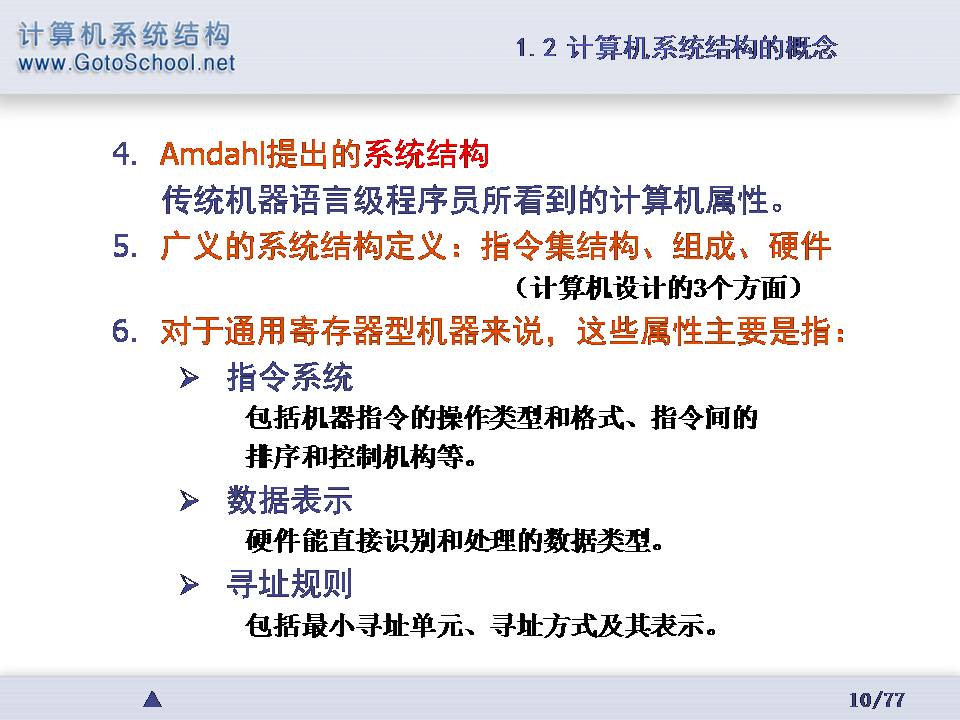 计算机系统结构
www.GotoSchool.net
1.2 计算机系统结构的概念
4. Amdahl提出的系统结构
传统机器语言级程序员所看到的计算机属性。
5. 广义的系统结构定义：指令集结构、组成、硬件
（计算机设计的3个方面）
6. 对于通用寄存器型机器来说，这些属性主要是指：
➢ 指令系统
包括机器指令的操作类型和格式、指令间的
排序和控制机构等。
➢ 数据表示
硬件能直接识别和处理的数据类型。
➢ 寻址规则
包括最小寻址单元、寻址方式及其表示。
10/77